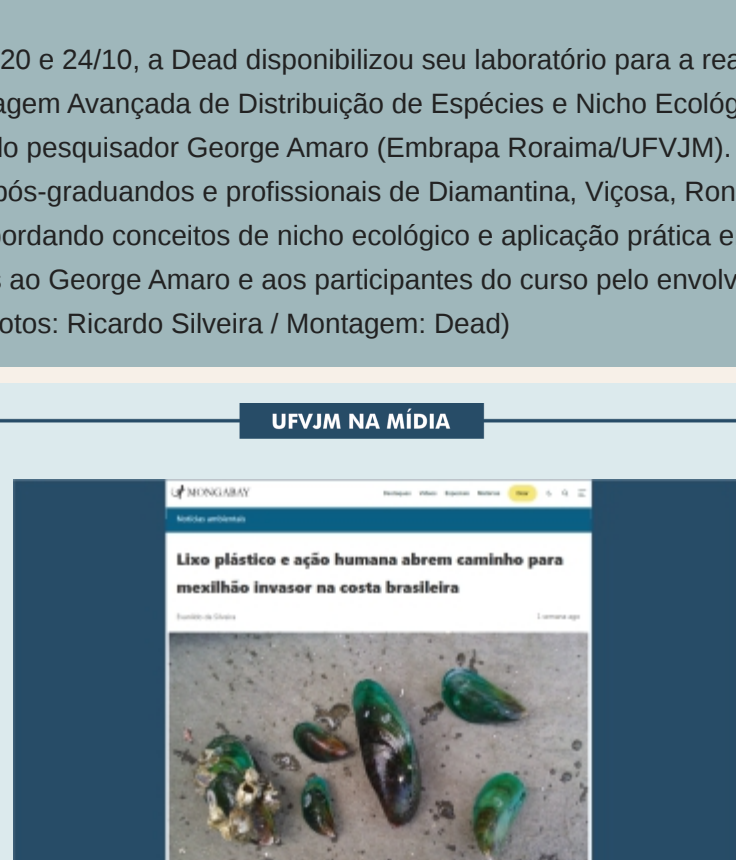 20 e 24/10, a Dead disponibilizou seu laboratório para a rea
agem Avançada de Distribuição de Espécies e Nicho Ecológ
do pesquisador George Amaro (Embrapa Roraima/UFVJM).
pós-graduandos e profissionais de Diamantina, Viçosa, Ron
bordando conceitos de nicho ecológico e aplicação prática e
s ao George Amaro e aos participantes do curso pelo envolv
otos: Ricardo Silveira / Montagem: Dead)
UFVJM NA MÍDIA
MONGABAY
Notícias ambientais
Lixo plástico e ação humana abrem caminho para
mexilhão invasor na costa brasileira
1 semana ago